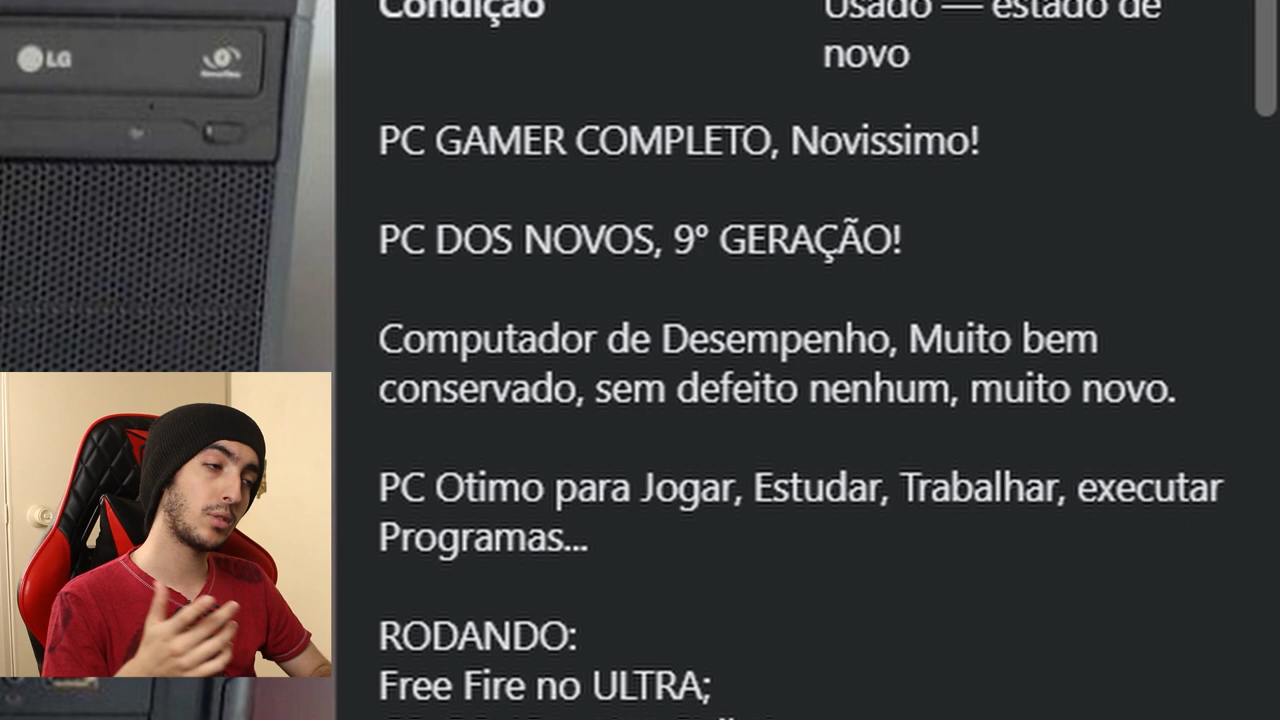 LG
Condição
Usado — estado de
novo
PC GAMER COMPLETO, Novissimo!
PC DOS NOVOS, 9° GERAÇÃO!
Computador de Desempenho, Muito bem
conservado, sem defeito nenhum, muito novo.
PC Otimo para Jogar, Estudar, Trabalhar, executar
Programas...
RODANDO:
Free Fire no ULTRA;